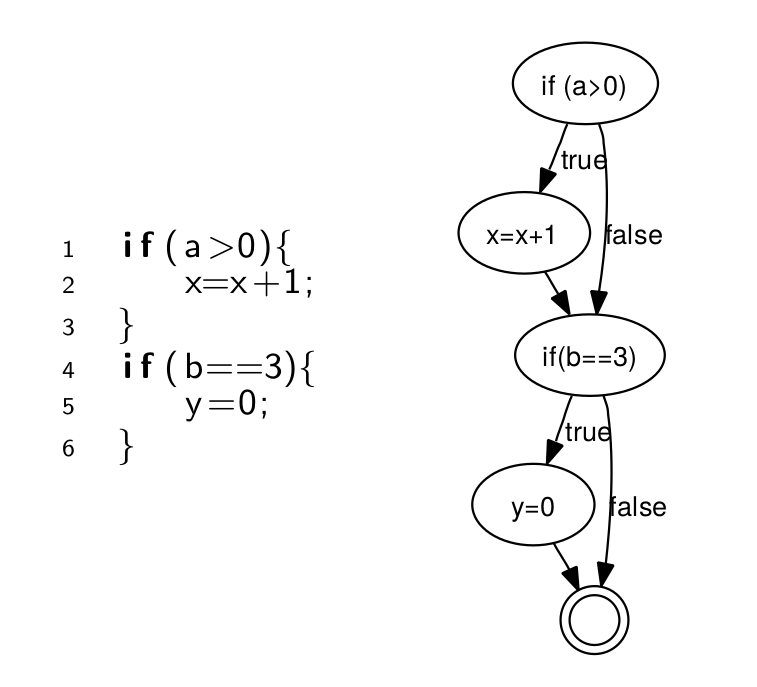 1 if(a>0){
2 x=x+1;
3 }
4 if(b==3){
5 y=0;
6 }
if (a>0)
true
x=x+1
false
if(b==3)
true
y=0
false